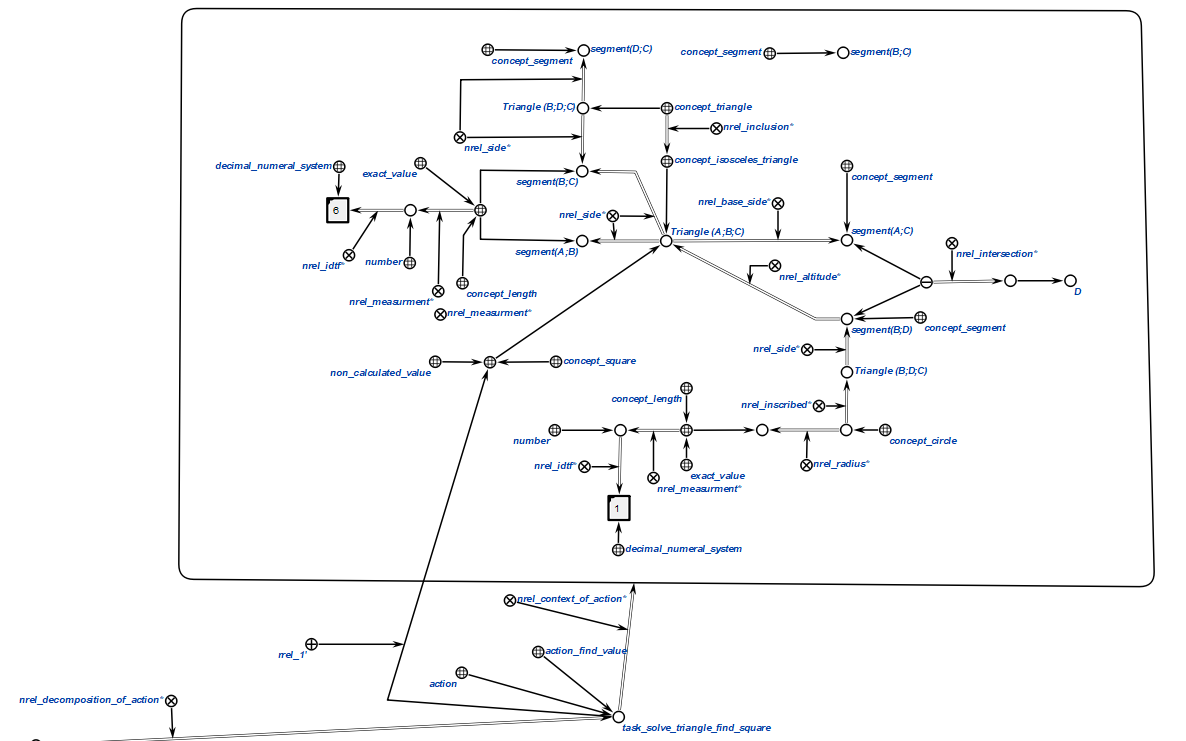 segment(D;C)
concept_segment
segment(B;C)
concept_segment
Triangle (B;D;C)
concept_triangle
nrel_inclusion*
nrel_side*
concept_isosceles_triangle
decimal_numeral_system
exact_value
concept_segment
segment(B;C)
nrel_base_side*
6
nrel_side*
Triangle (A;B;C)
segment(A;C)
segment(A;B)
nrel_intersection*
nrel_idtf*
number
nrel_altitude*
D
concept_length
nrel_measurment*
nrel_measurment*
segment(B;D)
concept_segment
nrel_side*
non_calculated_value
concept_square
Triangle (B;D;C)
concept_length
nrel_inscribed*
number
concept_circle
nrel_idtf*
nrel_radius*
exact_value
nrel_measurment*
1
decimal_numeral_system
nrel_context_of_action*
rrel_1'
action_find_value
action
nrel_decomposition_of_action*
task_solve_triangle_find_square